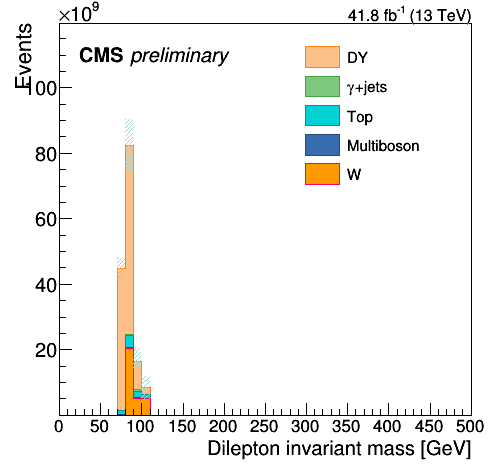 ×10⁹
41.8 fb⁻¹ (13 TeV)
Events
CMS preliminary
DY
γ+jets
Top
Multiboson
W
100
80
60
40
20
0 50 100 150 200 250 300 350 400 450 500
Dilepton invariant mass [GeV]